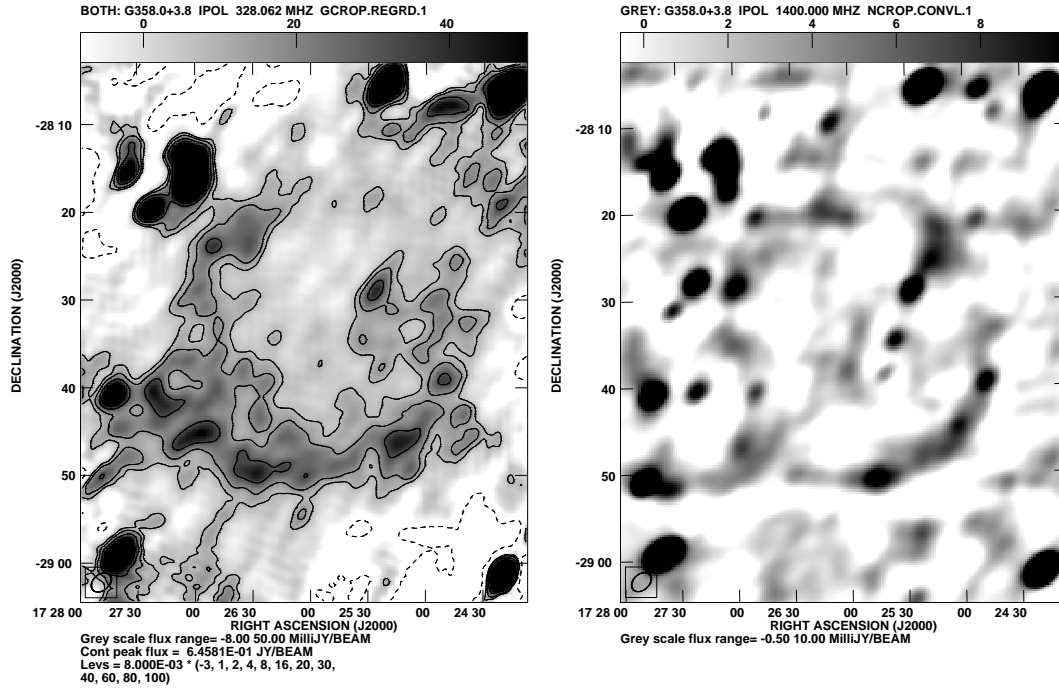 BOTH: G358.0+3.8 IPOL 328.062 MHZ GCROP.REGRD.1
0 20 40
-28 10
20
30
40
50
-29 00
DECLINATION (J2000)
17 28 00 27 30 00 26 30 00 25 30 00 24 30
RIGHT ASCENSION (J2000)
Grey scale flux range= -8.00 50.00 MilliJY/BEAM
Cont peak flux = 6.4581E-01 JY/BEAM
Levs = 8.000E-03 * (-3, 1, 2, 4, 8, 16, 20, 30,
40, 60, 80, 100)
GREY: G358.0+3.8 IPOL 1400.000 MHZ NCROP.CONVL.1
0 2 4 6 8
-28 10
20
30
40
50
-29 00
DECLINATION (J2000)
17 28 00 27 30 00 26 30 00 25 30 00 24 30
RIGHT ASCENSION (J2000)
Grey scale flux range= -0.50 10.00 MilliJY/BEAM